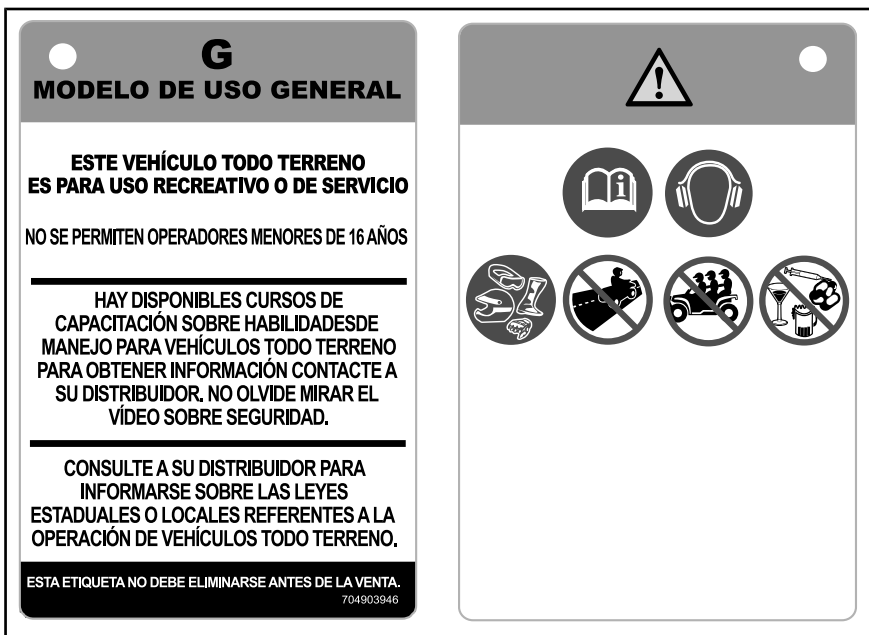 G
MODELO DE USO GENERAL
ESTE VEHÍCULO TODO TERRENO
ES PARA USO RECREATIVO O DE SERVICIO
NO SE PERMITEN OPERADORES MENORES DE 16 AÑOS
HAY DISPONIBLES CURSOS DE
CAPACITACIÓN SOBRE HABILIDADESDE
MANEJO PARA VEHÍCULOS TODO TERRENO
PARA OBTENER INFORMACIÓN CONTACTE A
SU DISTRIBUIDOR. NO OLVIDE MIRAR EL
VÍDEO SOBRE SEGURIDAD.
CONSULTE A SU DISTRIBUIDOR PARA
INFORMARSE SOBRE LAS LEYES
ESTADUALES O LOCALES REFERENTES A LA
OPERACIÓN DE VEHÍCULOS TODO TERRENO.
ESTA ETIQUETA NO DEBE ELIMINARSE ANTES DE LA VENTA.
704903946